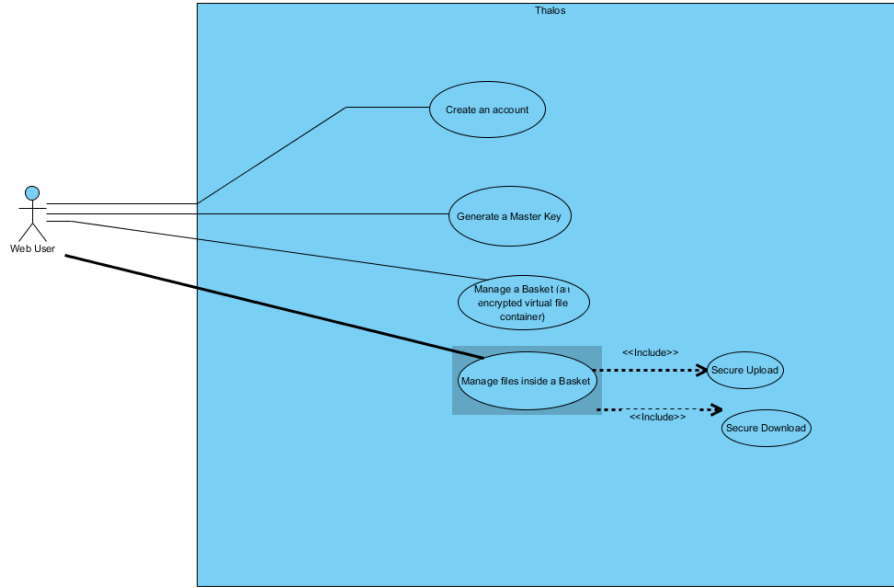 Thalos
Create an account
Generate a Master Key
Web User
Manage a Basket (an
encrypted virtual file
container)
<<Include>>
Manage files inside a Basket
Secure Upload
<<Include>>
Secure Download